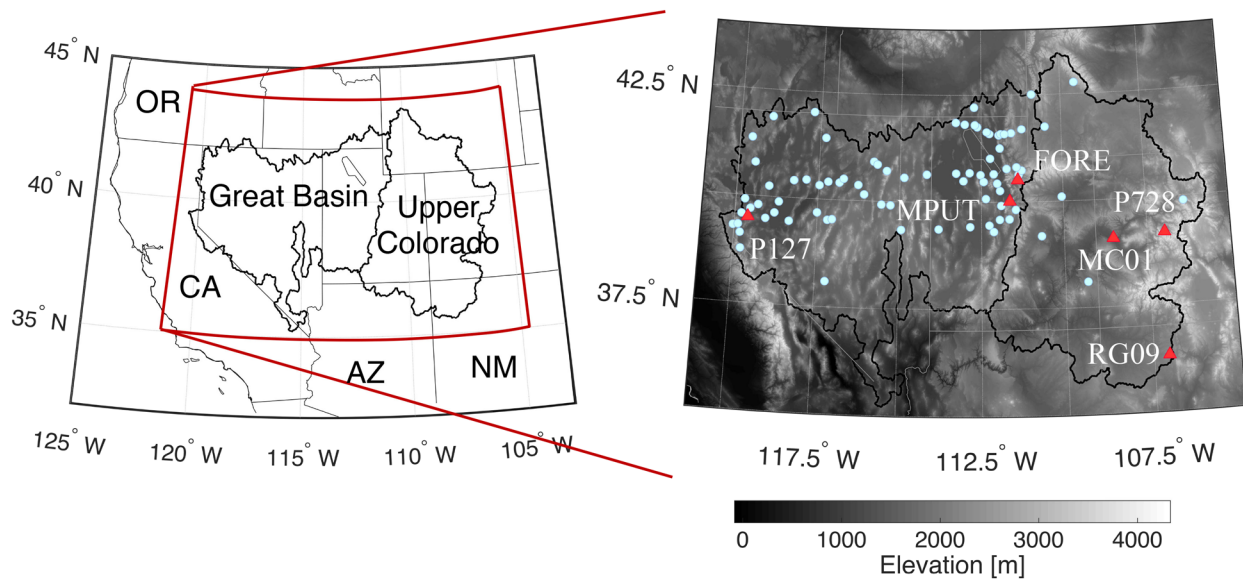 45° N
40° N
35° N
OR
Great Basin
Upper
Colorado
CA
AZ
NM
125° W
120° W
115° W
110° W
105° W
42.5° N
37.5° N
FORE
MPUT
P728
P127
MC01
RG09
117.5° W
112.5° W
107.5° W
0
1000
2000
3000
4000
Elevation [m]